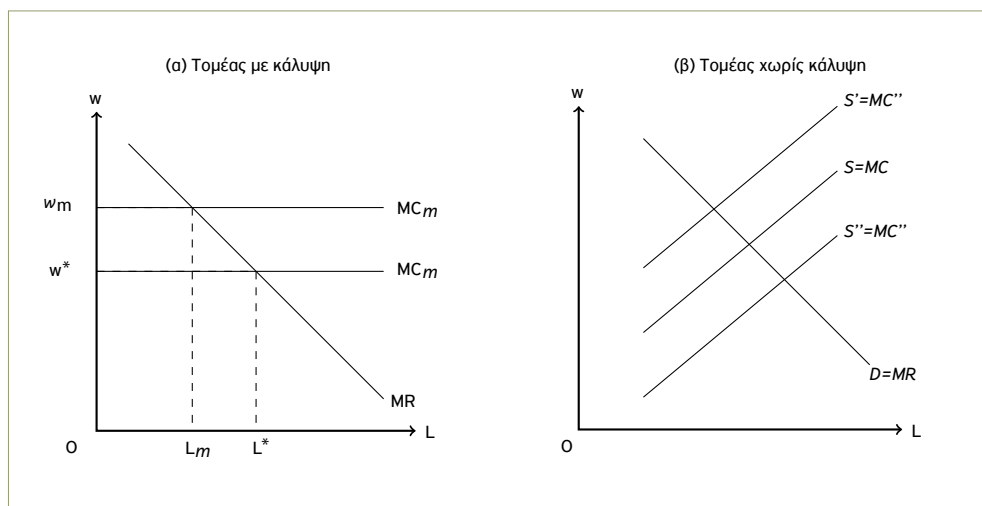 (α) Τομέας με κάλυψη
w
wm
MCm
w*
MCm
MR
O
Lm
L*
L
(β) Τομέας χωρίς κάλυψη
w
S'=MC''
S=MC
S''=MC''
D=MR
O
L